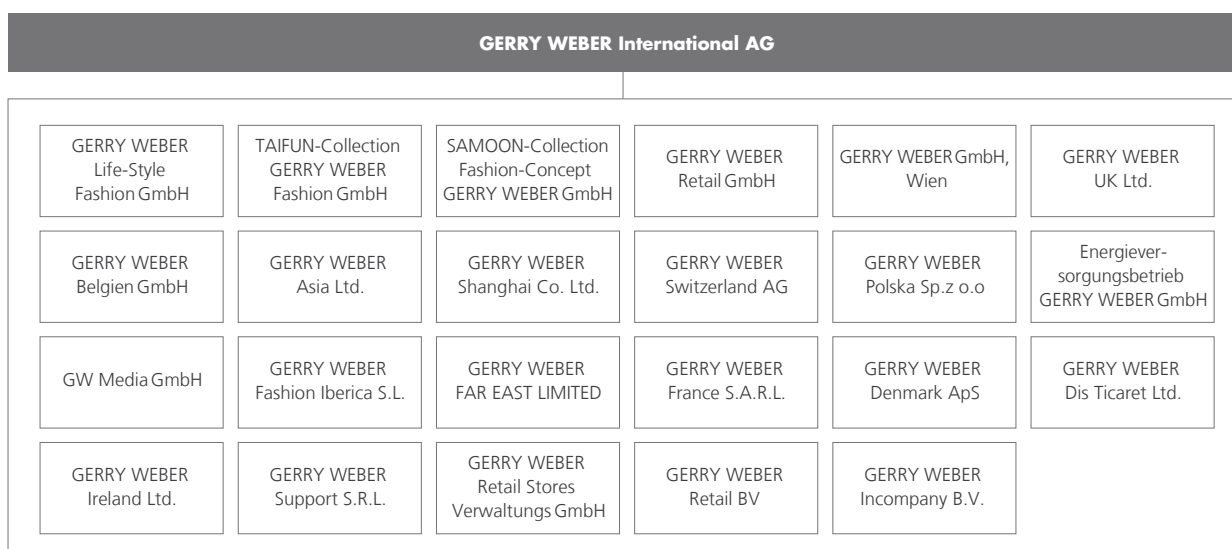 GERRY WEBER International AG
GERRY WEBER
Life-Style
Fashion GmbH
TAIFUN-Collection
GERRY WEBER
Fashion GmbH
SAMOON-Collection
Fashion-Concept
GERRY WEBER GmbH
GERRY WEBER
Retail GmbH
GERRY WEBER GmbH,
Wien
GERRY WEBER
UK Ltd.
GERRY WEBER
Belgien GmbH
GERRY WEBER
Asia Ltd.
GERRY WEBER
Shanghai Co. Ltd.
GERRY WEBER
Switzerland AG
GERRY WEBER
Polska Sp.z o.o
Energiever-
sorgungsbetrieb
GERRY WEBER GmbH
GW Media GmbH
GERRY WEBER
Fashion Iberica S.L.
GERRY WEBER
FAR EAST LIMITED
GERRY WEBER
France S.A.R.L.
GERRY WEBER
Denmark ApS
GERRY WEBER
Dis Ticaret Ltd.
GERRY WEBER
Ireland Ltd.
GERRY WEBER
Support S.R.L.
GERRY WEBER
Retail Stores
Verwaltungs GmbH
GERRY WEBER
Retail BV
GERRY WEBER
Incompany B.V.